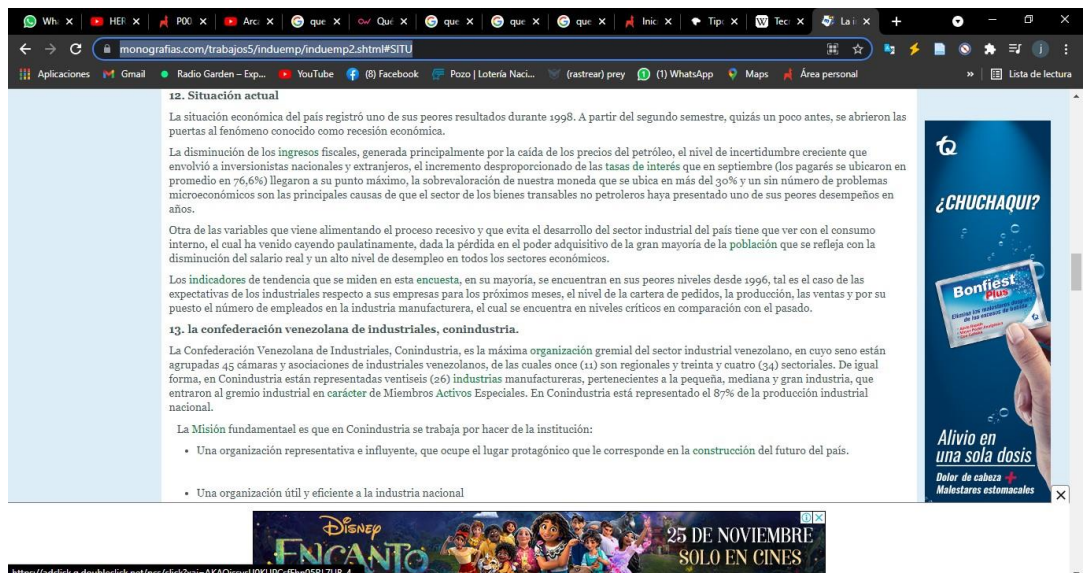 Wh
HER
P00
Arc
que
Qué
que
que
que
Inic
Tip
W Tec
La i
monografias.com/trabajos5/induemp/induemp2.shtml#SITU
Aplicaciones
Gmail
Radio Garden – Exp...
YouTube
(8) Facebook
Pozo | Lotería Naci...
(rastrear) prey
(1) WhatsApp
Maps
Área personal
»
Lista de lectura
12. Situación actual
La situación económica del país registró uno de sus peores resultados durante 1998. A partir del segundo semestre, quizás un poco antes, se abrieron las
puertas al fenómeno conocido como recesión económica.
La disminución de los ingresos fiscales, generada principalmente por la caída de los precios del petróleo, el nivel de incertidumbre creciente que
envolvió a inversionistas nacionales y extranjeros, el incremento desproporcionado de las tasas de interés que en septiembre (los pagarés se ubicaron en
promedio en 76,6%) llegaron a su punto máximo, la sobrevaloración de nuestra moneda que se ubica en más del 30% y un sin número de problemas
microeconómicos son las principales causas de que el sector de los bienes transables no petroleros haya presentado uno de sus peores desempeños en
años.
Otra de las variables que viene alimentando el proceso recesivo y que evita el desarrollo del sector industrial del país tiene que ver con el consumo
interno, el cual ha venido cayendo paulatinamente, dada la pérdida en el poder adquisitivo de la gran mayoría de la población que se refleja con la
disminución del salario real y un alto nivel de desempleo en todos los sectores económicos.
Los indicadores de tendencia que se miden en esta encuesta, en su mayoría, se encuentran en sus peores niveles desde 1996, tal es el caso de las
expectativas de los industriales respecto a sus empresas para los próximos meses, el nivel de la cartera de pedidos, la producción, las ventas y por su
puesto el número de empleados en la industria manufacturera, el cual se encuentra en niveles críticos en comparación con el pasado.
13. la confederación venezolana de industriales, conindustria.
La Confederación Venezolana de Industriales, Conindustria, es la máxima organización gremial del sector industrial venezolano, en cuyo seno están
agrupadas 45 cámaras y asociaciones de industriales venezolanos, de las cuales once (11) son regionales y treinta y cuatro (34) sectoriales. De igual
forma, en Conindustria están representadas ventiseis (26) industrias manufactureras, pertenecientes a la pequeña, mediana y gran industria, que
entraron al gremio industrial en carácter de Miembros Activos Especiales. En Conindustria está representado el 87% de la producción industrial
nacional.
La Misión fundamentael es que en Conindustria se trabaja por hacer de la institución:
• Una organización representativa e influyente, que ocupe el lugar protagónico que le corresponde en la construcción del futuro del país.
• Una organización útil y eficiente a la industria nacional
¿CHUCHAQUI?
Bonfiest
Plus
Alivio en
una sola dosis
Dolor de cabeza +
Malestares estomacales
DISNEY
ENCANTO
25 DE NOVIEMBRE
SOLO EN CINES